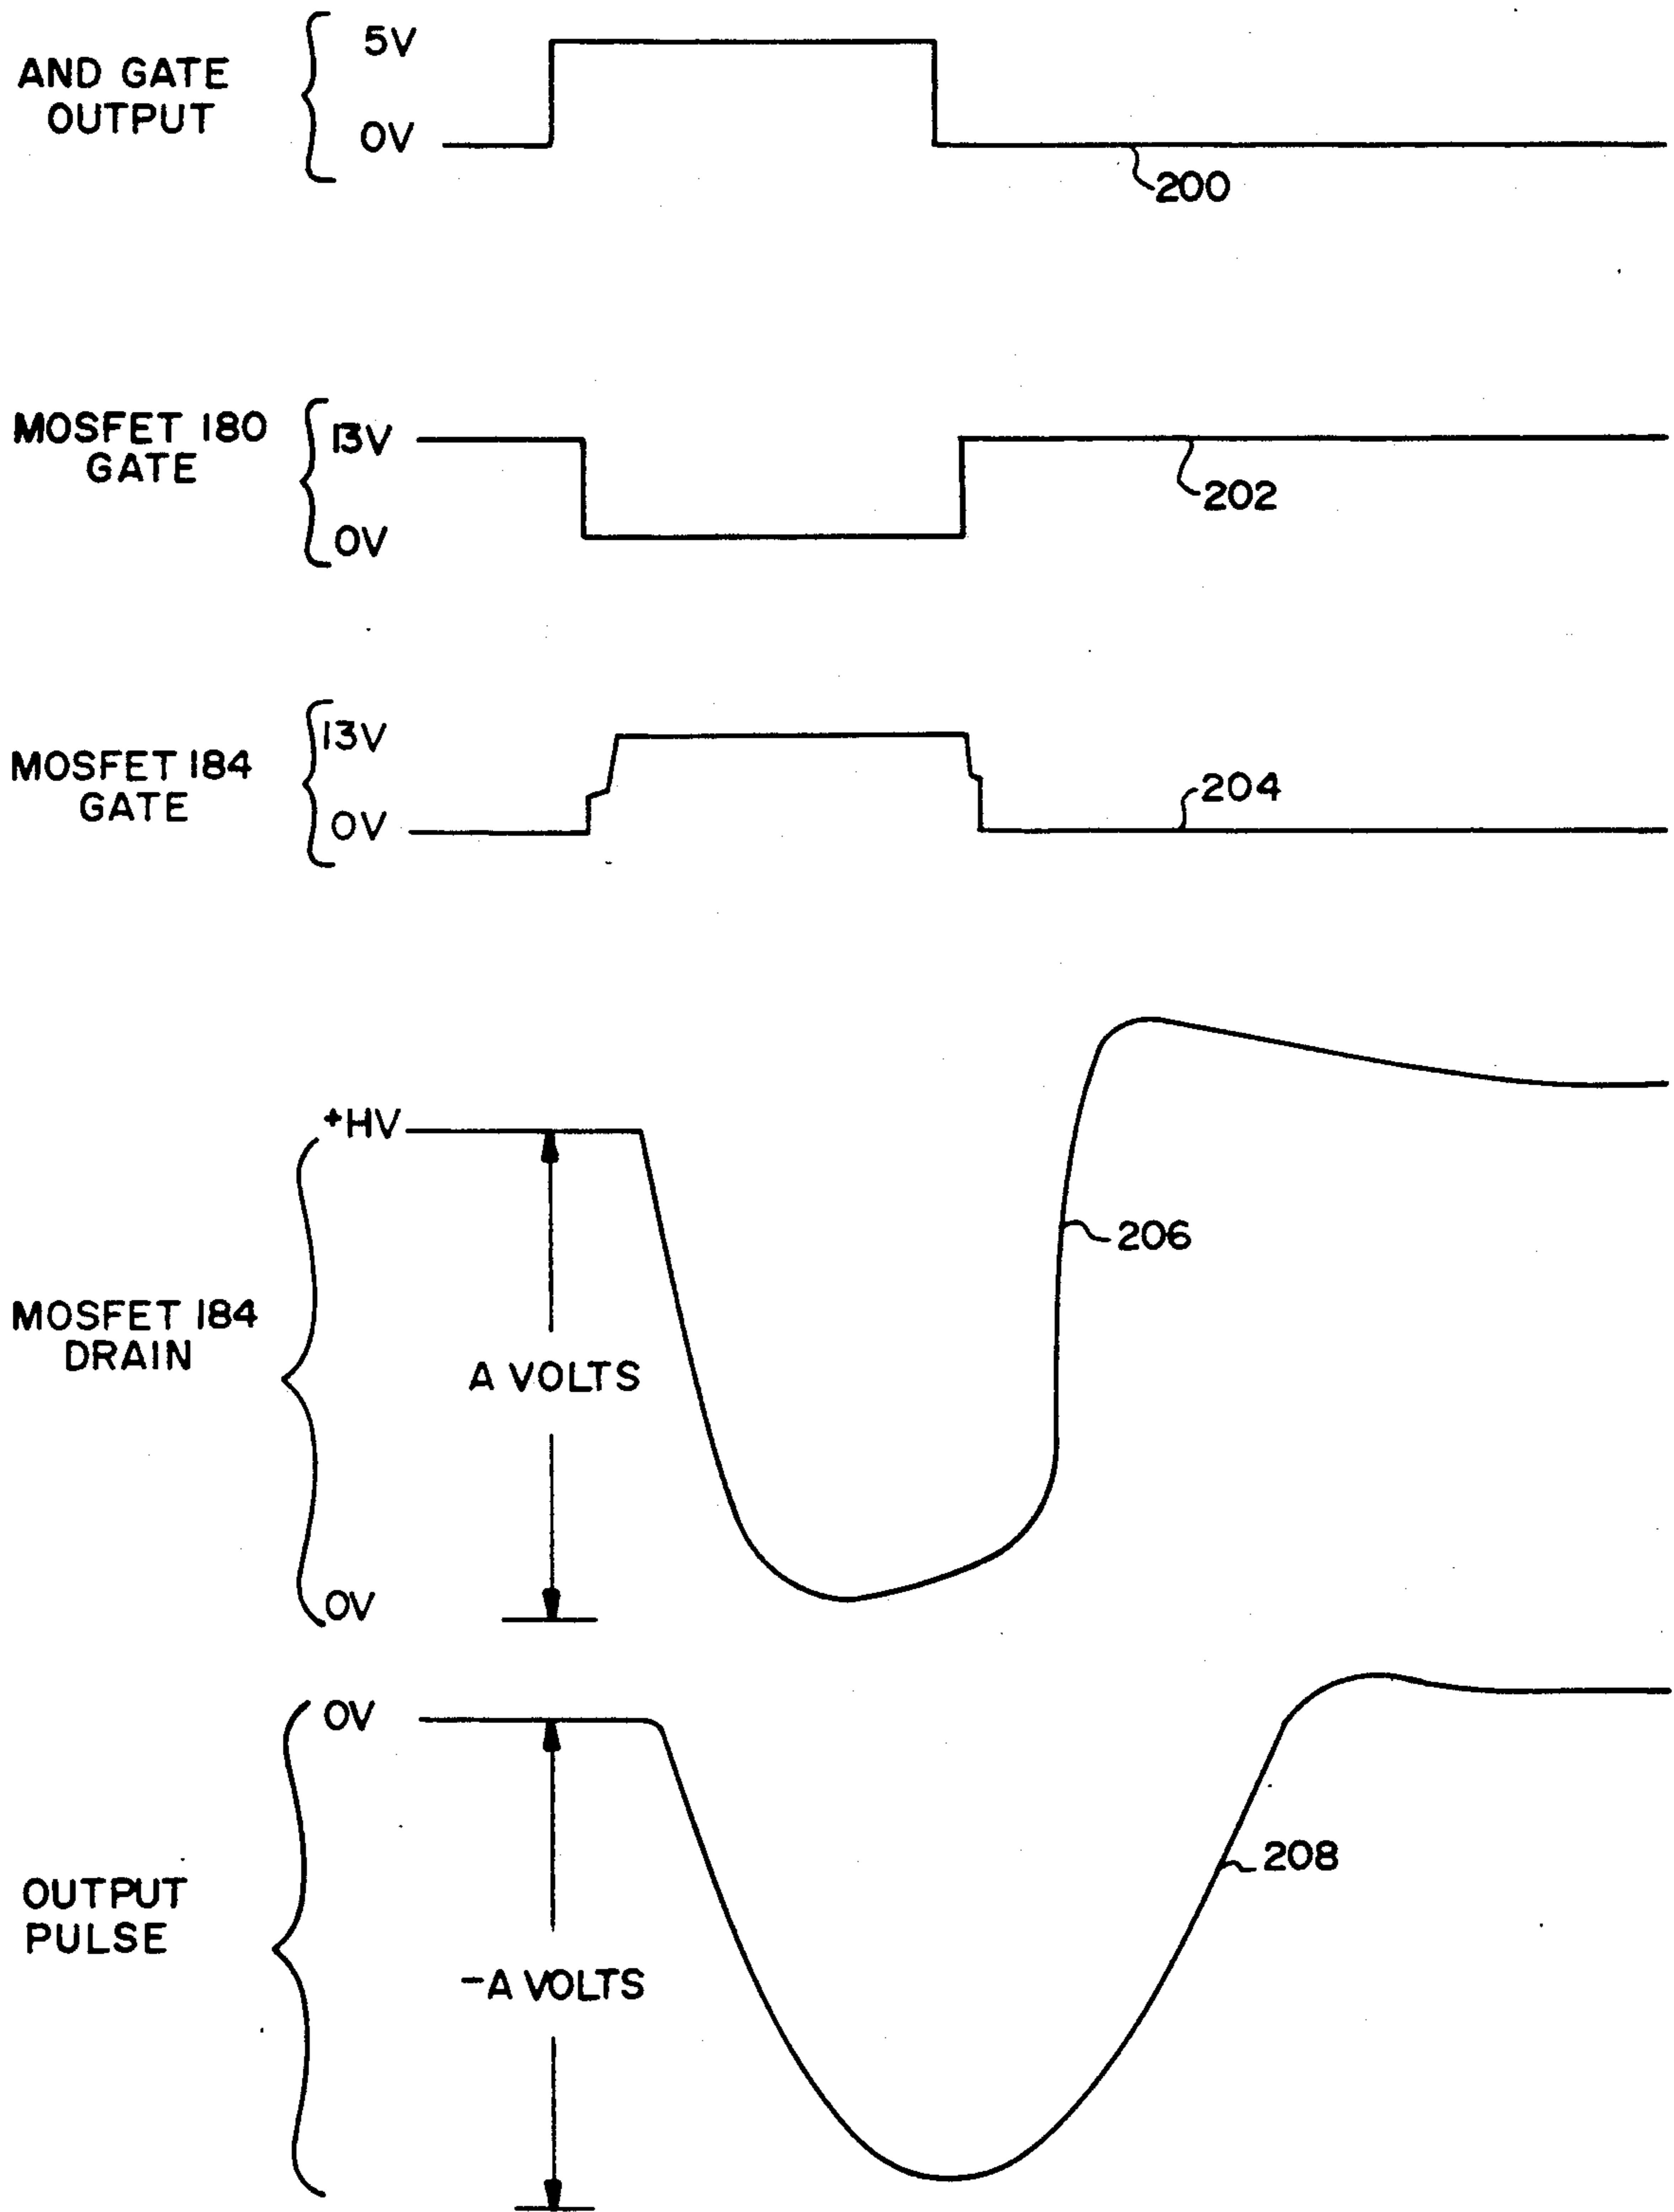 AND GATE
OUTPUT
5V
0V
200
MOSFET 180
GATE
13V
0V
202
MOSFET 184
GATE
13V
0V
204
+HV
MOSFET 184
DRAIN
A VOLTS
206
0V
0V
OUTPUT
PULSE
-A VOLTS
208